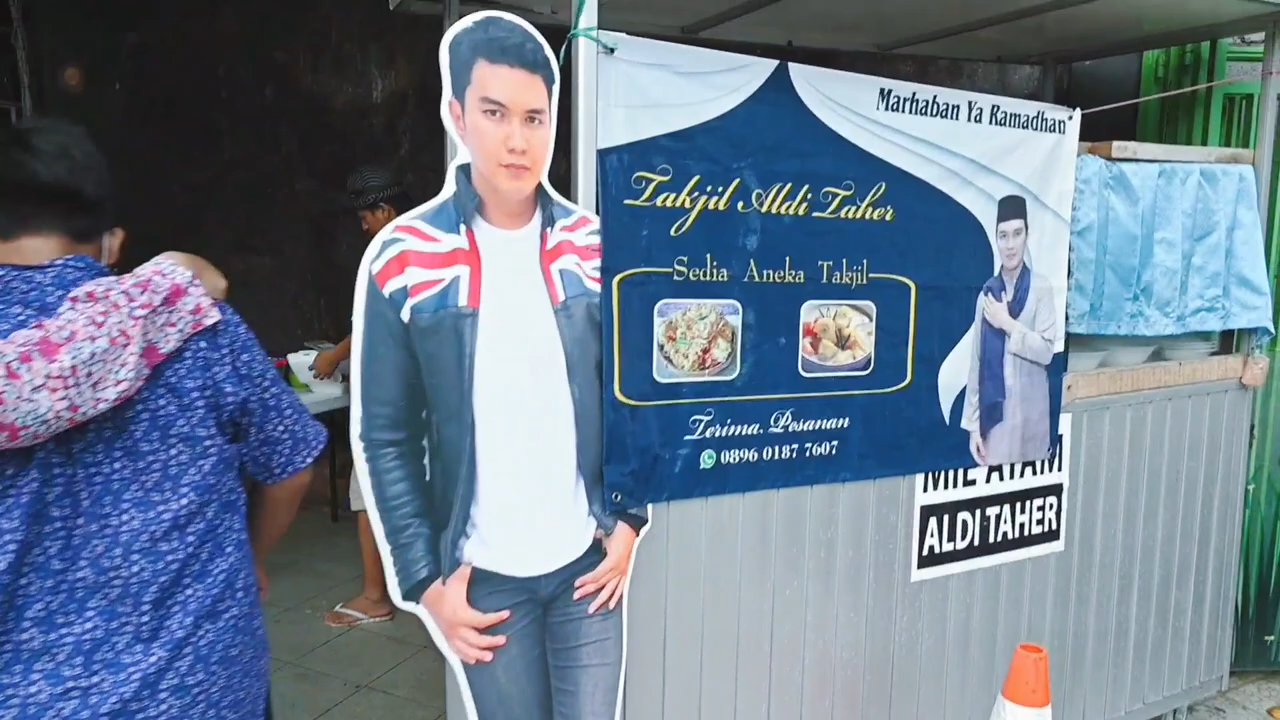 Marhaban Ya Ramadhan
Takjil Aldi Taher
Sedia Aneka Takjil
Terima Pesanan
0896 0187 7607
MIE AYAM
ALDI TAHER